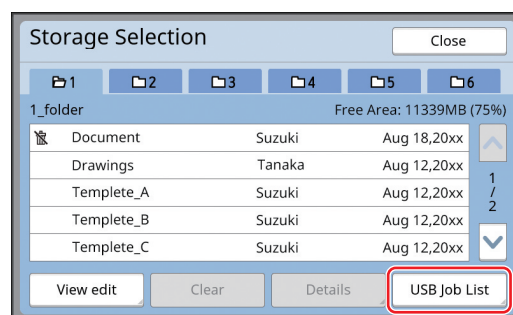 Storage Selection Close
1 2 3 4 5 6
1_folder Free Area: 11339MB (75%)
Document Suzuki Aug 18,20xx
Drawings Tanaka Aug 12,20xx
Templete_A Suzuki Aug 12,20xx
Templete_B Suzuki Aug 12,20xx
Templete_C Suzuki Aug 12,20xx
1
/
2
View edit Clear Details USB Job List